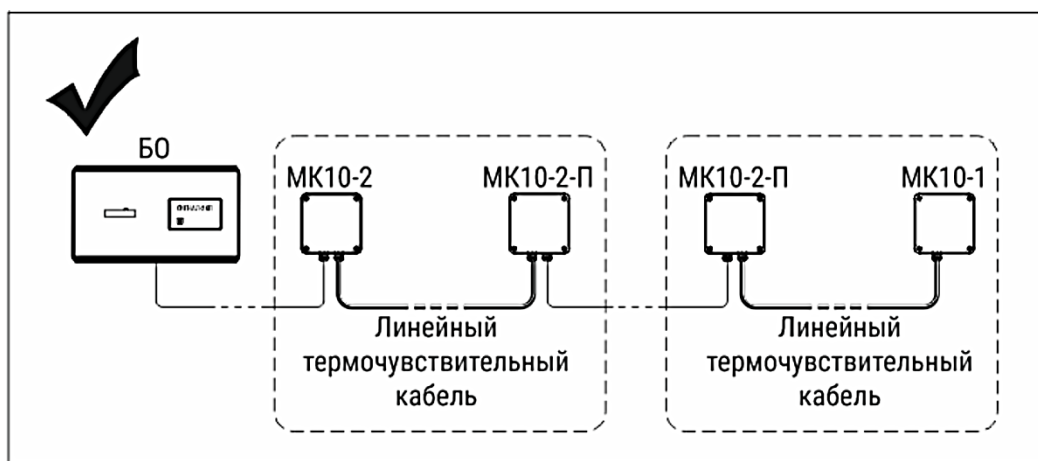 БО
МК10-2
МК10-2-П
МК10-2-П
МК10-1
Линейный
термочувствительный
кабель
Линейный
термочувствительный
кабель